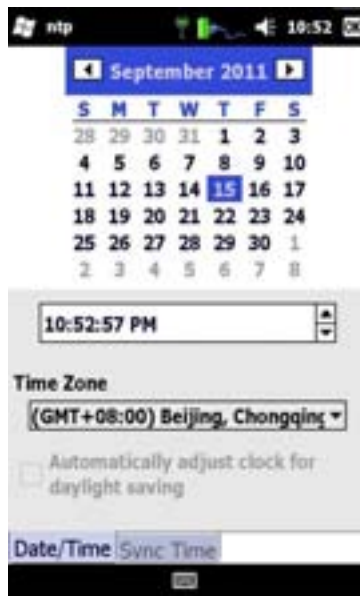 ntp 10:52
September 2011
S M T W T F S
28 29 30 31 1 2 3
4 5 6 7 8 9 10
11 12 13 14 15 16 17
18 19 20 21 22 23 24
25 26 27 28 29 30 1
2 3 4 5 6 7 8
10:52:57 PM
Time Zone
(GMT+08:00) Beijing, Chongqing
Automatically adjust clock for
daylight saving
Date/Time Sync Time